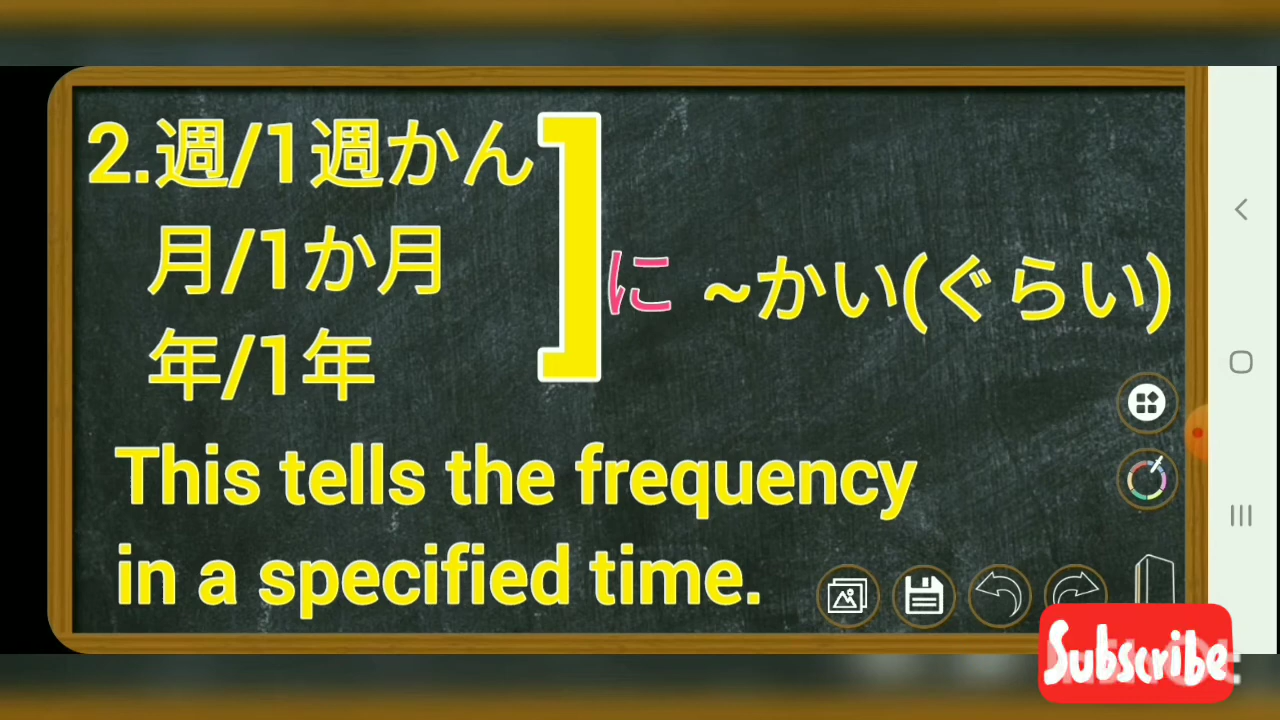 2.週/1週かん
月/1か月
年/1年
に ~かい(ぐらい)
This tells the frequency
in a specified time.
Subscribe